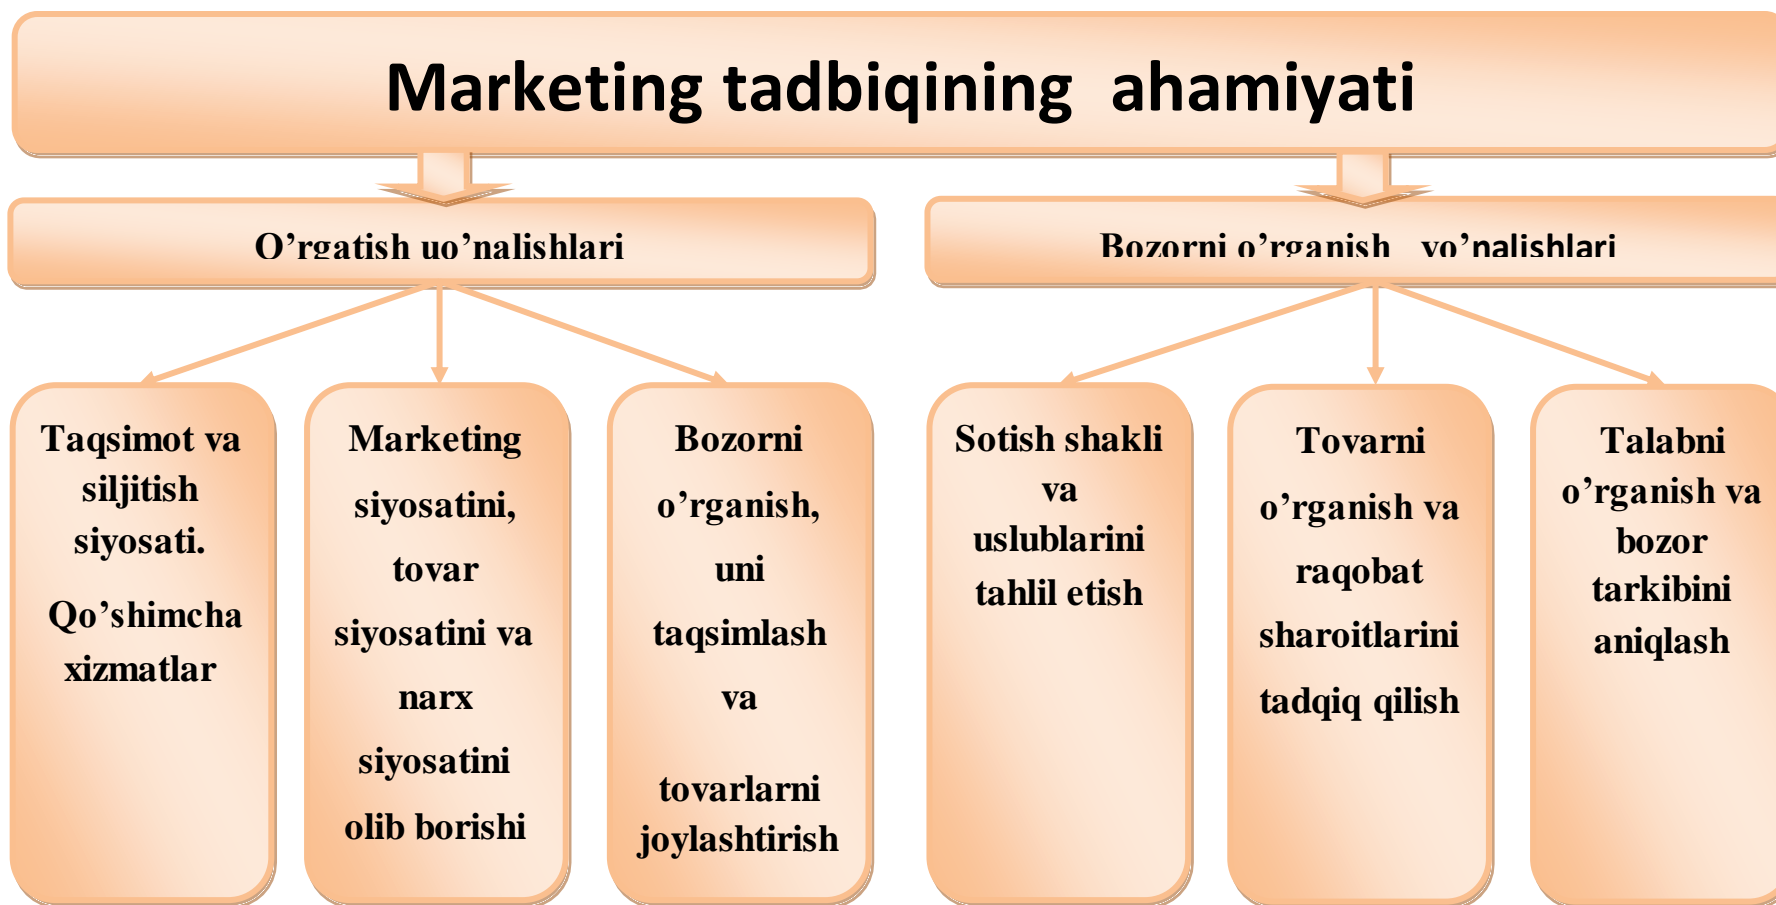 Marketing tadbiqining ahamiyati
O’rgatish uo’nalishlari
Bozorni o’rganish yo’nalishlari
Taqsimot va
siljitish
siyosati.
Qo’shimcha
xizmatlar
Marketing
siyosatini,
tovar
siyosatini va
narx
siyosatini
olib borishi
Bozorni
o’rganish,
uni
taqsimlash
va
tovarlarni
joylashtirish
Sotish shakli
va
uslublarini
tahlil etish
Tovarni
o’rganish va
raqobat
sharoitlarini
tadqiq qilish
Talabni
o’rganish va
bozor
tarkibini
aniqlash